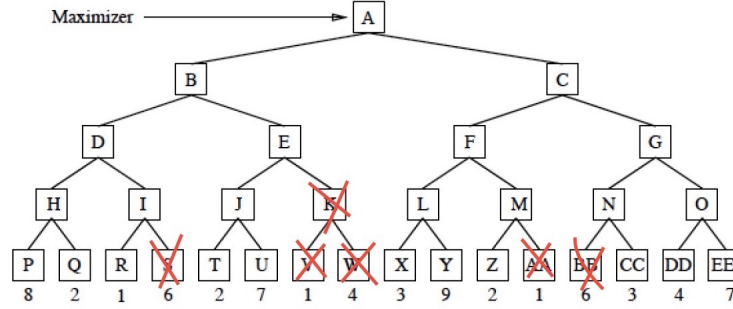 Maximizer A
B C
D E F G
H I J K L M N O
P Q R S T U V W X Y Z AA BB CC DD EE
8 2 1 6 2 7 1 4 3 9 2 1 6 3 4 7